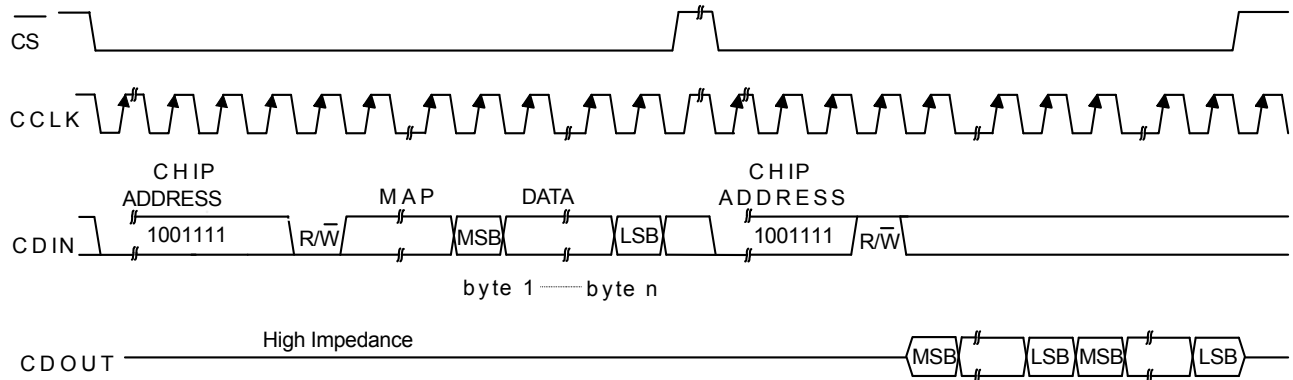 CS
CCLK
CHIP
ADDRESS
MAP
DATA
CHIP
ADDRESS
CDIN
1001111
R/W
MSB
LSB
1001111
R/W
byte 1 byte n
High Impedance
CDOUT
MSB
LSB
MSB
LSB